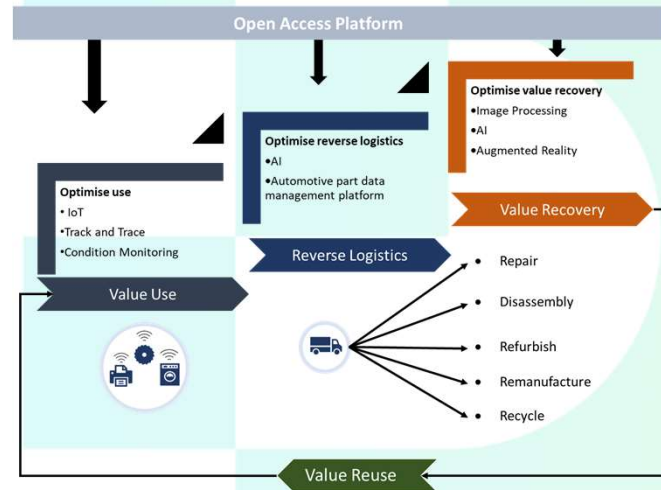 Open Access Platform
Optimise value recovery
•Image Processing
•AI
•Augmented Reality
Optimise reverse logistics
•AI
•Automotive part data
management platform
Optimise use
• IoT
•Track and Trace
•Condition Monitoring
Value Recovery
Reverse Logistics
Value Use
• Repair
• Disassembly
• Refurbish
• Remanufacture
• Recycle
Value Reuse